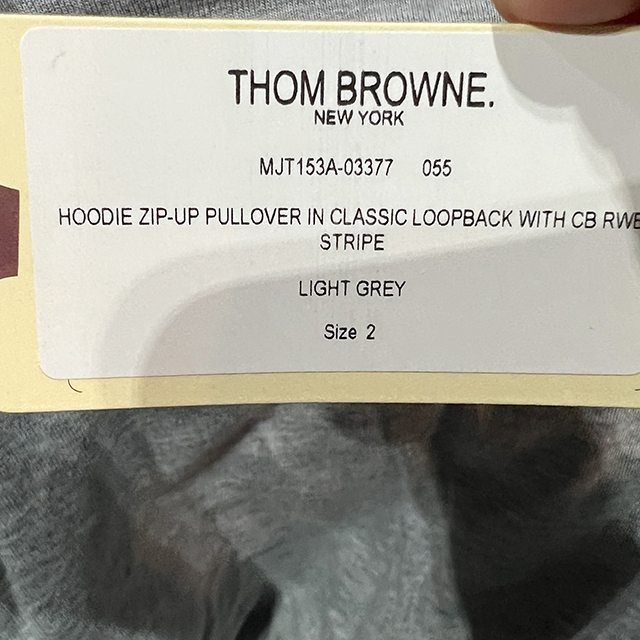 THOM BROWNE.
NEW YORK
MJT153A-03377 055
HOODIE ZIP-UP PULLOVER IN CLASSIC LOOPBACK WITH CB RWB
STRIPE
LIGHT GREY
Size 2